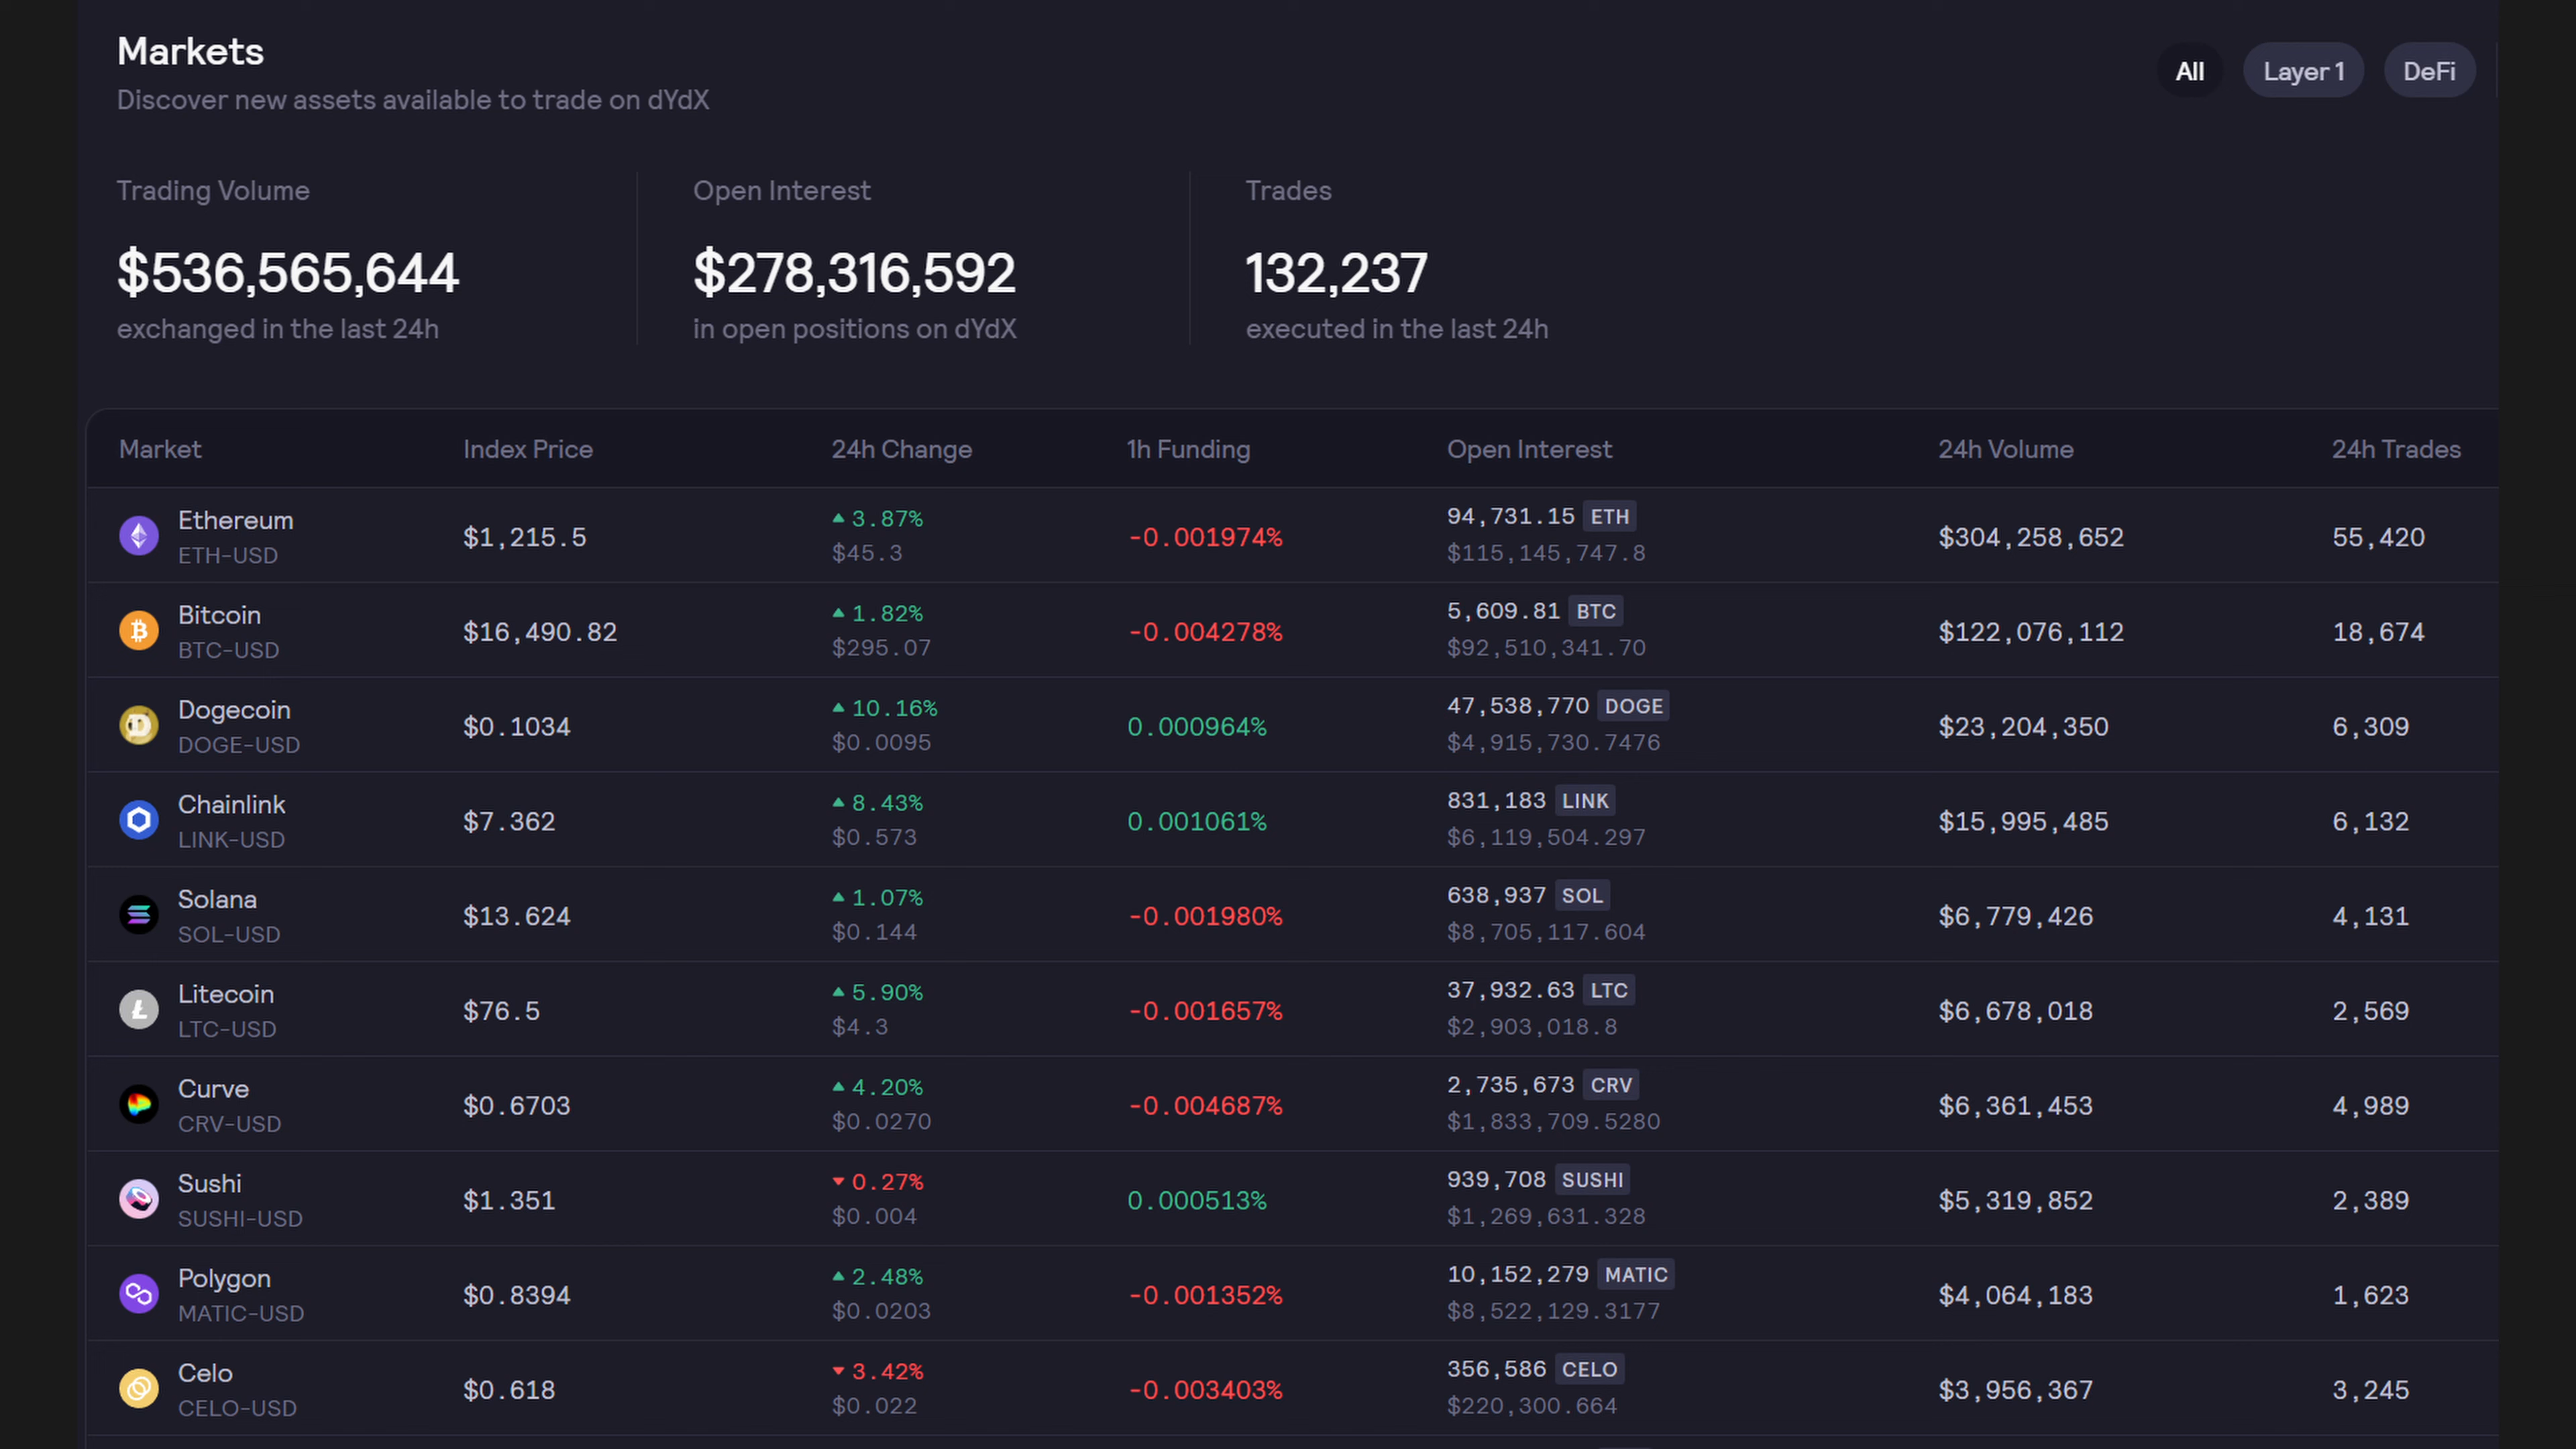 Markets
Discover new assets available to trade on dYdX
All Layer 1 DeFi
Trading Volume Open Interest Trades
$536,565,644 $278,316,592 132,237
exchanged in the last 24h in open positions on dYdX executed in the last 24h
Market Index Price 24h Change 1h Funding Open Interest 24h Volume 24h Trades
Ethereum 3.87% 94,731.15 ETH
$1,215.5 -0.001974% $304,258,652 55,420
ETH-USD $45.3 $115,145,747.8
Bitcoin 1.82% 5,609.81 BTC
$16,490.82 -0.004278% $122,076,112 18,674
BTC-USD $295.07 $92,510,341.70
Dogecoin 10.16% 47,538,770 DOGE
$0.1034 0.000964% $23,204,350 6,309
DOGE-USD $0.0095 $4,915,730.7476
Chainlink 8.43% 831,183 LINK
$7.362 0.001061% $15,995,485 6,132
LINK-USD $0.573 $6,119,504.297
Solana 1.07% 638,937 SOL
$13.624 -0.001980% $6,779,426 4,131
SOL-USD $0.144 $8,705,117.604
Litecoin 5.90% 37,932.63 LTC
$76.5 -0.001657% $6,678,018 2,569
LTC-USD $4.3 $2,903,018.8
Curve 4.20% 2,735,673 CRV
$0.6703 -0.004687% $6,361,453 4,989
CRV-USD $0.0270 $1,833,709.5280
Sushi 0.27% 939,708 SUSHI
$1.351 0.000513% $5,319,852 2,389
SUSHI-USD $0.004 $1,269,631.328
Polygon 2.48% 10,152,279 MATIC
$0.8394 -0.001352% $4,064,183 1,623
MATIC-USD $0.0203 $8,522,129.3177
Celo 3.42% 356,586 CELO
$0.618 -0.003403% $3,956,367 3,245
CELO-USD $0.022 $220,300.664